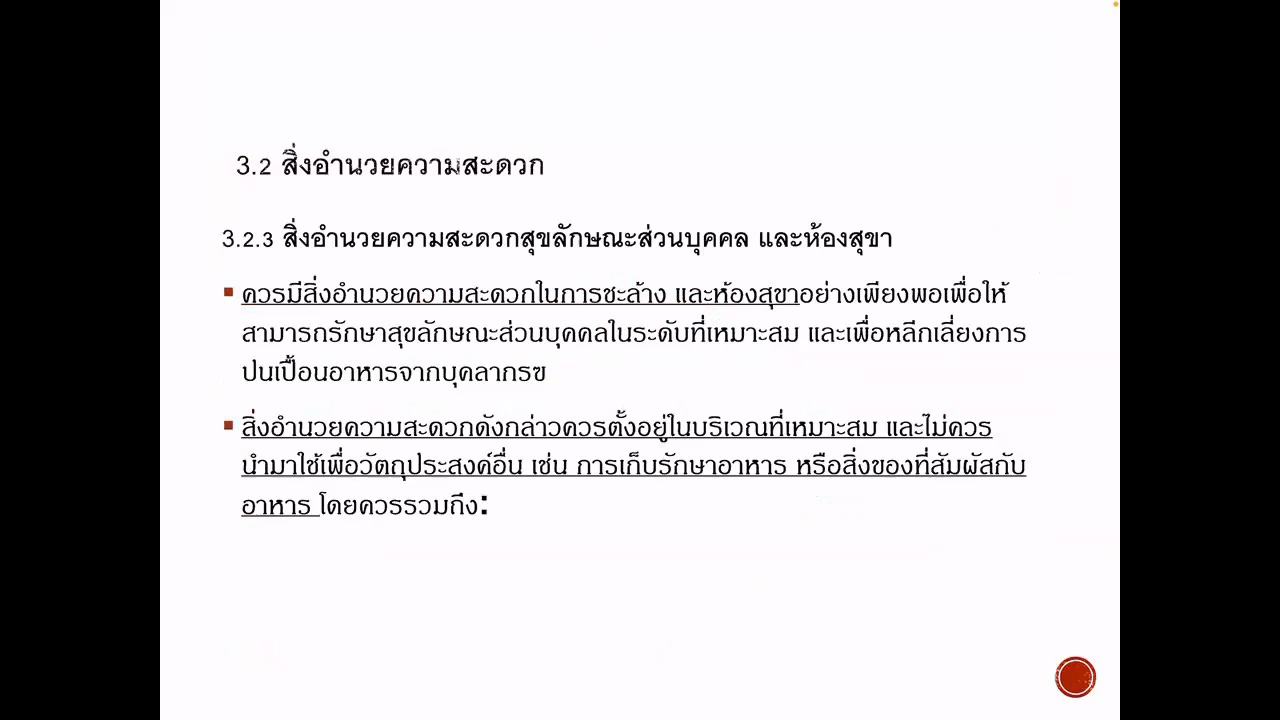 3.2 สิ่งอำนวยความสะดวก
3.2.3 สิ่งอำนวยความสะดวกสุขลักษณะส่วนบุคคล และห้องสุขา
▪ ควรมีสิ่งอำนวยความสะดวกในการชะล้าง และห้องสุขาอย่างเพียงพอเพื่อให้
สามารถรักษาสุขลักษณะส่วนบุคคลในระดับที่เหมาะสม และเพื่อหลีกเลี่ยงการ
ปนเปื้อนอาหารจากบุคลากรฃ
▪ สิ่งอำนวยความสะดวกดังกล่าวควรตั้งอยู่ในบริเวณที่เหมาะสม และไม่ควร
นำมาใช้เพื่อวัตถุประสงค์อื่น เช่น การเก็บรักษาอาหาร หรือสิ่งของที่สัมผัสกับ
อาหาร โดยควรรวมถึง: